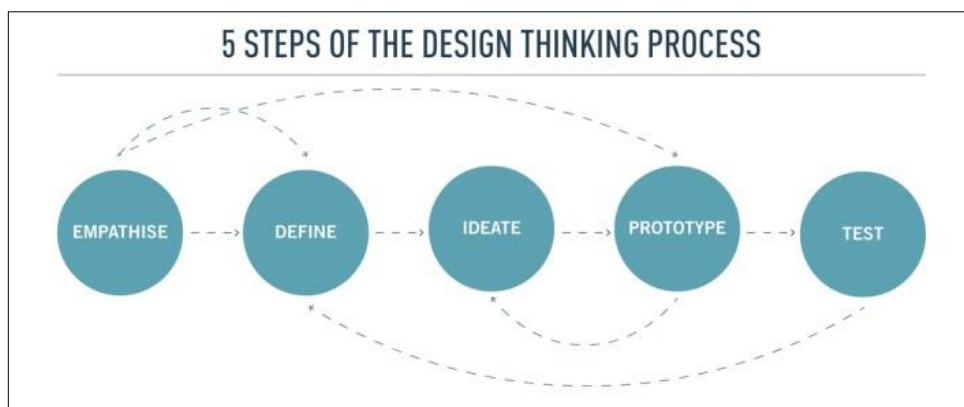 5 STEPS OF THE DESIGN THINKING PROCESS
EMPATHISE
DEFINE
IDEATE
PROTOTYPE
TEST